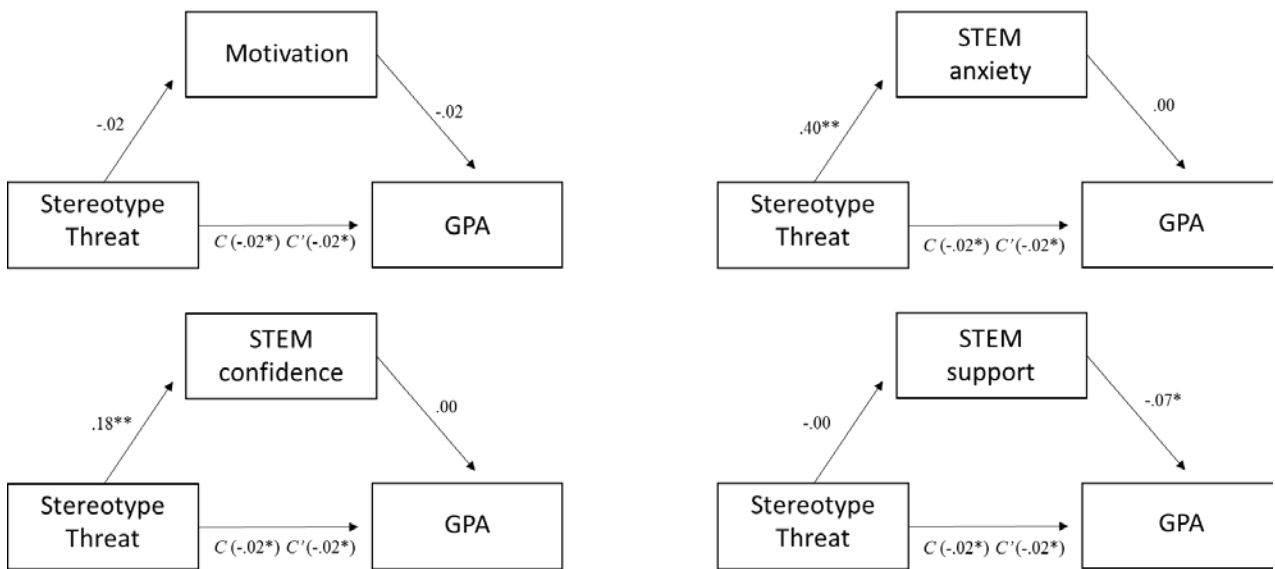 Motivation
-.02
-.02
Stereotype
Threat
GPA
C (-.02*) C’(-.02*)
STEM
anxiety
.40**
.00
Stereotype
Threat
GPA
C (-.02*) C’(-.02*)
STEM
confidence
.18**
.00
Stereotype
Threat
GPA
C (-.02*) C’(-.02*)
STEM
support
-.00
-.07*
Stereotype
Threat
GPA
C (-.02*) C’(-.02*)